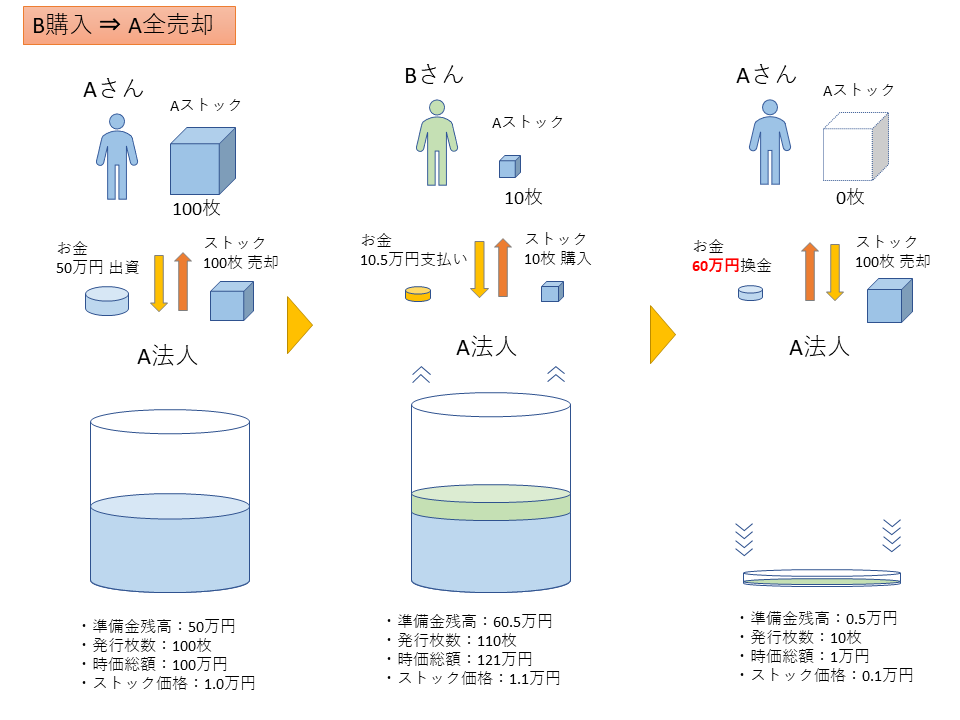 B購入 ⇒ A全売却
Aさん
Aストック
100枚
お金
50万円 出資
ストック
100枚 売却
A法人
・準備金残高：50万円
・発行枚数：100枚
・時価総額：100万円
・ストック価格：1.0万円
Bさん
Aストック
10枚
お金
10.5万円支払い
ストック
10枚 購入
A法人
・準備金残高：60.5万円
・発行枚数：110枚
・時価総額：121万円
・ストック価格：1.1万円
Aさん
Aストック
0枚
お金
60万円換金
ストック
100枚 売却
A法人
・準備金残高：0.5万円
・発行枚数：10枚
・時価総額：1万円
・ストック価格：0.1万円